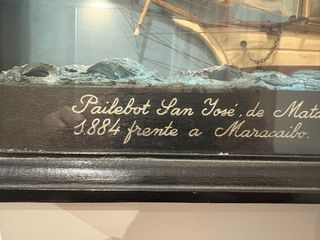 Pailebot San José, de Mata
1884 frente a Maracaibo.